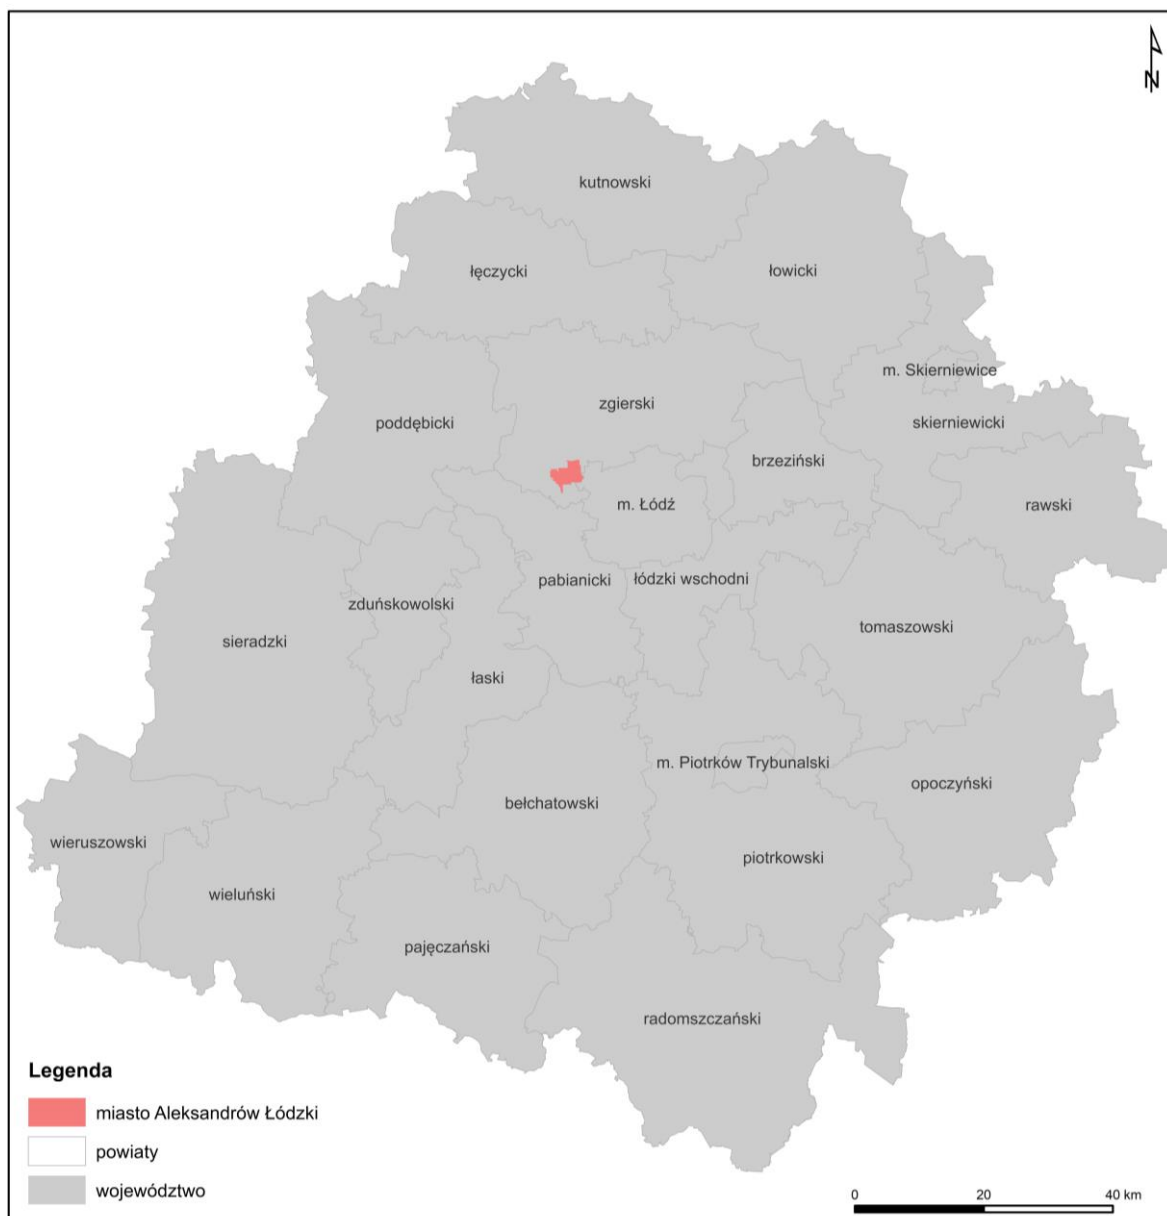 N
kutnowski
łęczycki
łowicki
m. Skierniewice
zgierski
poddębicki
skierniewicki
brzeziński
m. Łódź
rawski
pabianicki
łódzki wschodni
zduńskowolski
tomaszowski
sieradzki
łaski
m. Piotrków Trybunalski
opoczyński
bełchatowski
wieruszowski
piotrkowski
wieluński
pajęczański
radomszczański
Legenda
miasto Aleksandrów Łódzki
powiaty
województwo
0 20 40 km